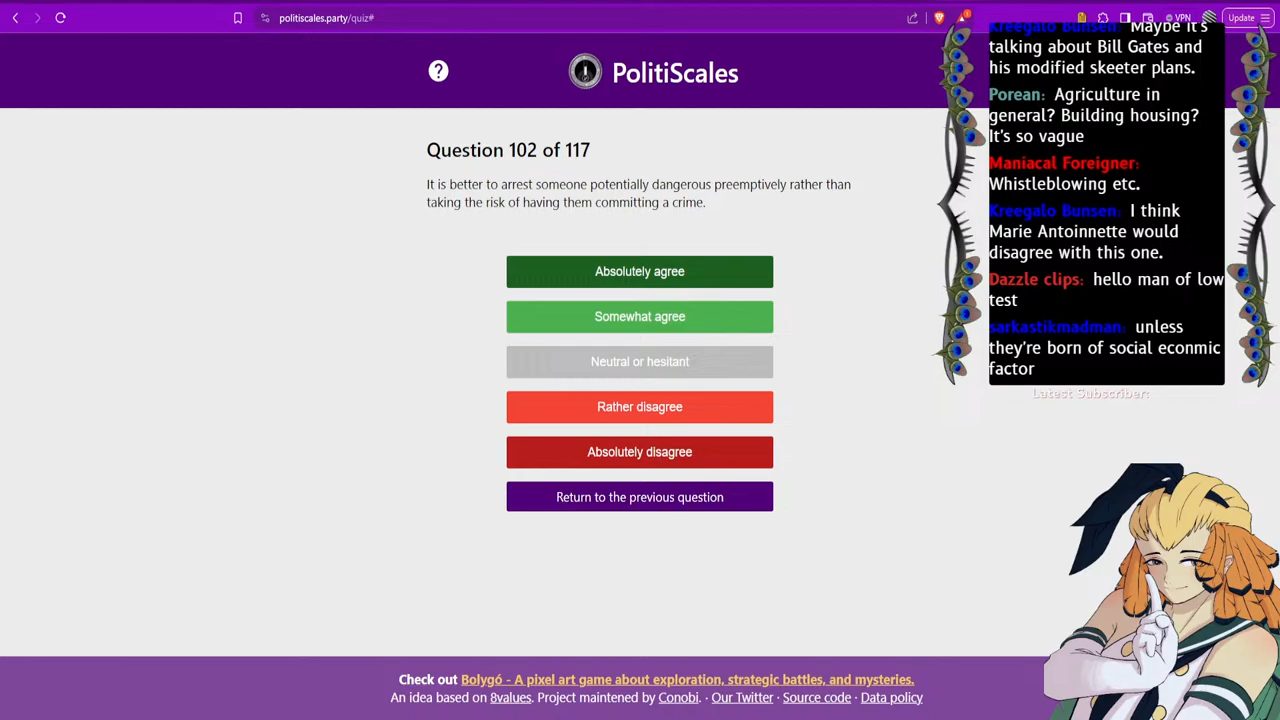 politiscales.party/quiz#
VPN
Update
PolitiScales
Question 102 of 117
It is better to arrest someone potentially dangerous preemptively rather than
taking the risk of having them committing a crime.
Absolutely agree
Somewhat agree
Neutral or hesitant
Rather disagree
Absolutely disagree
Return to the previous question
Kreegalo Bunsen: Maybe it's
talking about Bill Gates and
his modified skeeter plans.
Porean: Agriculture in
general? Building housing?
It's so vague
Maniacal Foreigner:
Whistleblowing etc.
Kreegalo Bunsen: I think
Marie Antoinnette would
disagree with this one.
Dazzle clips: hello man of low
test
sarkastikmadman: unless
they're born of social econmic
factor
Latest Subscriber:
Check out Bolygó - A pixel art game about exploration, strategic battles, and mysteries.
An idea based on 8values. Project maintened by Conobi. · Our Twitter · Source code · Data policy